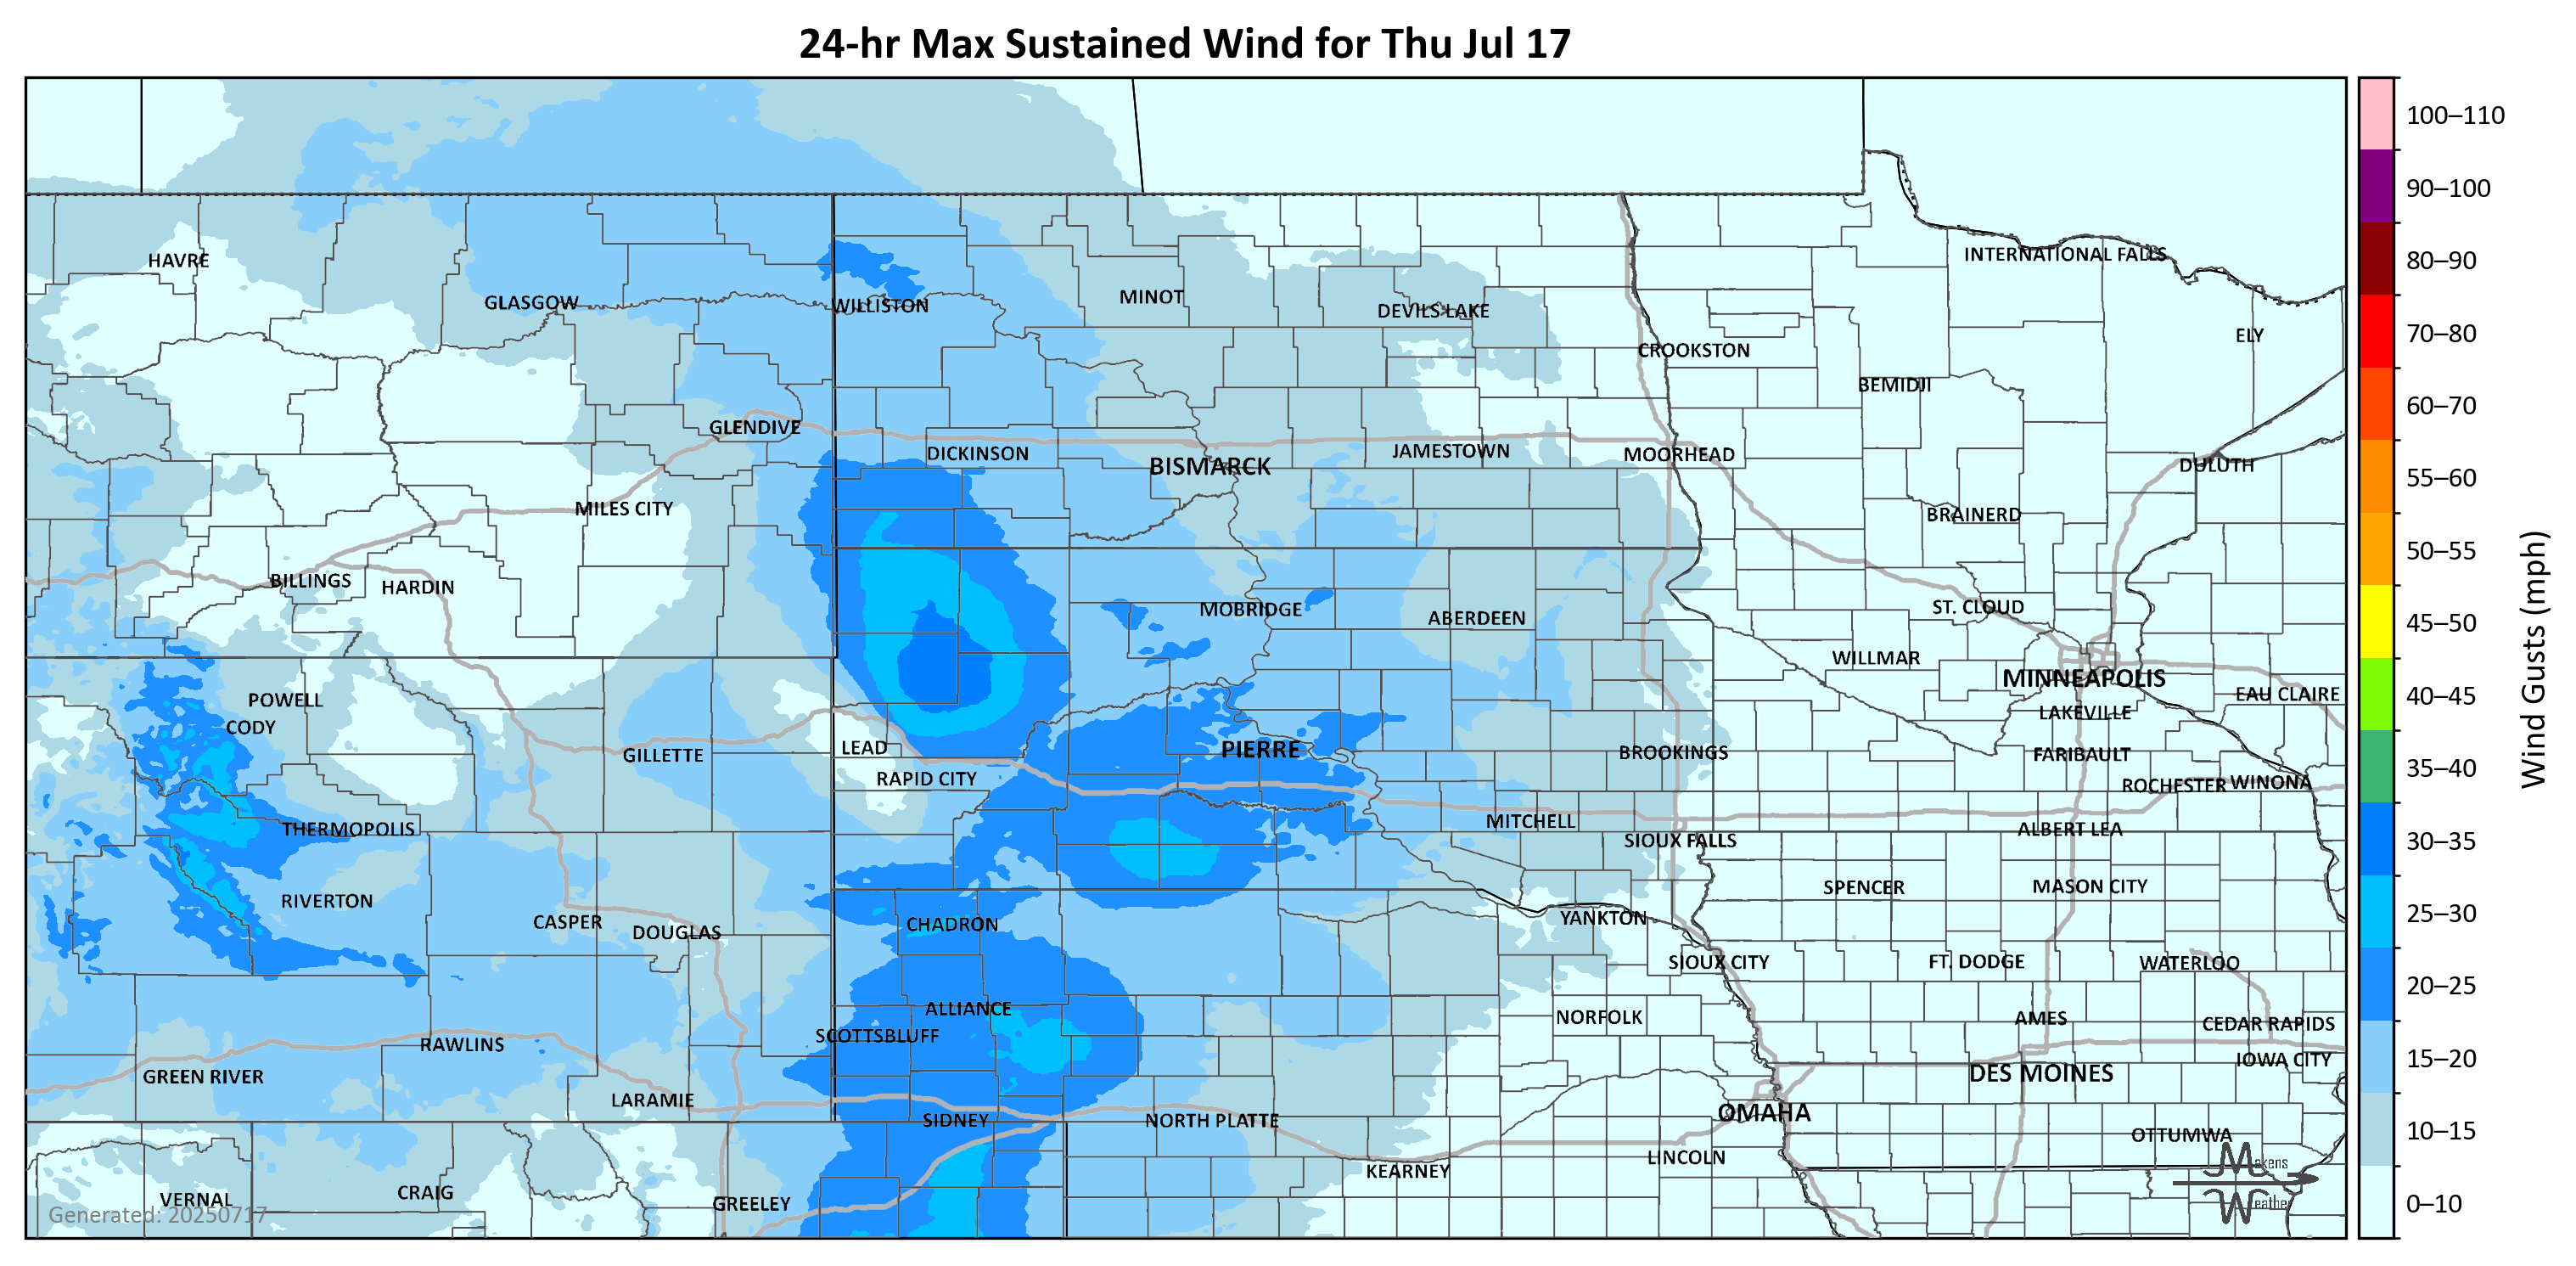 24-hr Max Sustained Wind for Thu Jul 17
100–110
90–100
80–90
70–80
60–70
55–60
50–55
45–50
40–45
35–40
30–35
25–30
20–25
15–20
10–15
0–10
Wind Gusts (mph)
HAVRE
INTERNATIONAL FALLS
GLASGOW
WILLISTON
MINOT
DEVILS LAKE
ELY
CROOKSTON
BEMIDJI
GLENDIVE
DICKINSON
BISMARCK
JAMESTOWN
MOORHEAD
DULUTH
MILES CITY
BRAINERD
BILLINGS
HARDIN
MOBRIDGE
ABERDEEN
ST. CLOUD
WILLMAR
MINNEAPOLIS
EAU CLAIRE
POWELL
CODY
LAKEVILLE
GILLETTE
LEAD
PIERRE
BROOKINGS
FARIBAULT
RAPID CITY
ROCHESTER
WINONA
THERMOPOLIS
MITCHELL
ALBERT LEA
SIOUX FALLS
RIVERTON
SPENCER
MASON CITY
CASPER
DOUGLAS
CHADRON
YANKTON
SIOUX CITY
FT. DODGE
WATERLOO
ALLIANCE
NORFOLK
AMES
CEDAR RAPIDS
SCOTTSBLUFF
RAWLINS
IOWA CITY
GREEN RIVER
DES MOINES
LARAMIE
SIDNEY
NORTH PLATTE
OMAHA
OTTUMWA
KEARNEY
LINCOLN
VERNAL
CRAIG
GREELEY
Generated: 20250717
Makens
Weather